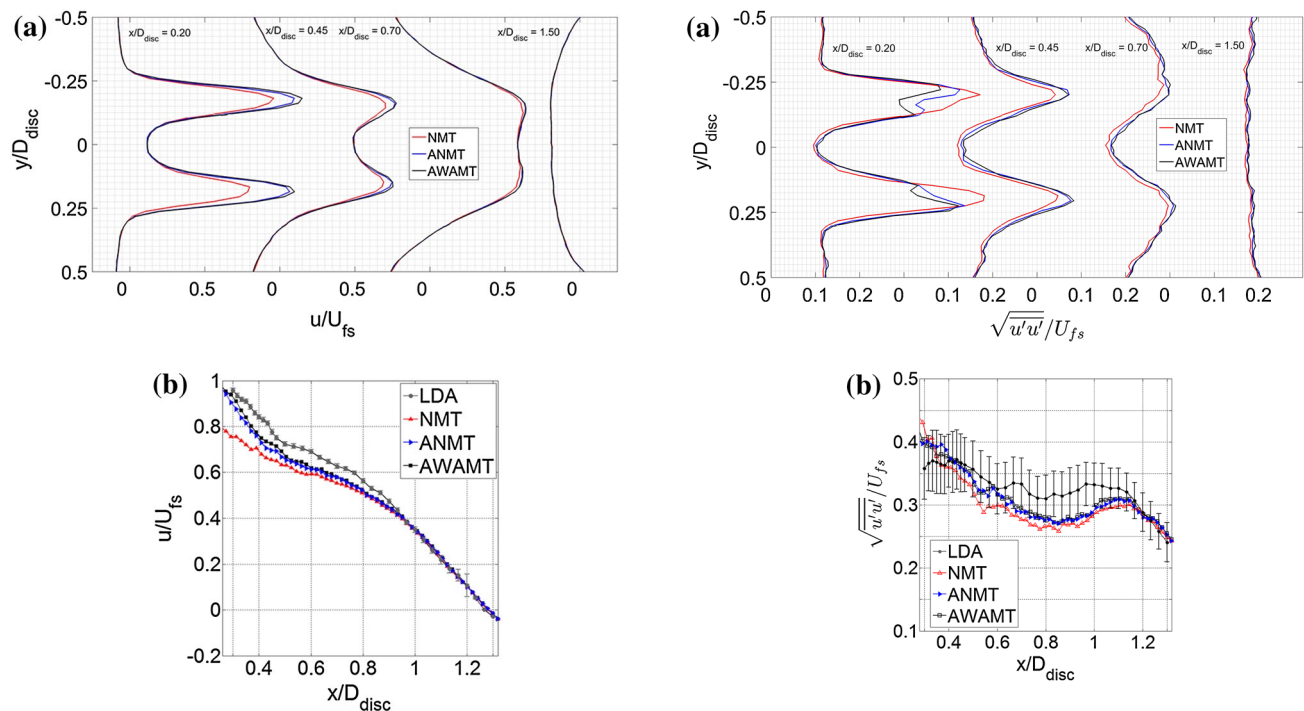 (a)
-0.5
-0.25
0
0.25
0.5
y/D_disc
x/D_disc = 0.20
x/D_disc = 0.45
x/D_disc = 0.70
x/D_disc = 1.50
NMT
ANMT
AWAMT
0 0.5 0 0.5 0 0.5 0
u/U_fs
(a)
-0.5
-0.25
0
0.25
0.5
y/D_disc
x/D_disc = 0.20
x/D_disc = 0.45
x/D_disc = 0.70
x/D_disc = 1.50
NMT
ANMT
AWAMT
0 0.1 0 0.2 0 0.2 0.1 0 0.1 0.2
√u'u'/U_fs
(b)
1
0.8
0.6
0.4
0.2
0
-0.2
u/U_fs
LDA
NMT
ANMT
AWAMT
0.4 0.6 0.8 1.0 1.2
x/D_disc
(b)
0.5
0.4
0.3
0.2
0.1
√u'u'/U_fs
LDA
NMT
ANMT
AWAMT
0.4 0.6 0.8 1 1.2
x/D_disc